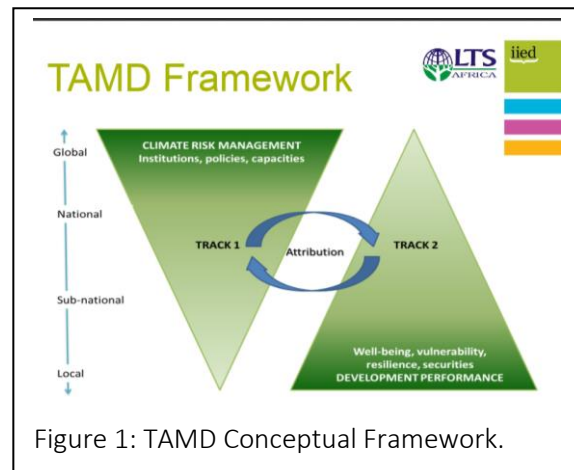 TAMD Framework
LTS
AFRICA
iied
Global
National
Sub-national
Local
CLIMATE RISK MANAGEMENT
Institutions, policies, capacities
TRACK 1
Attribution
TRACK 2
Well-being, vulnerability,
resilience, securities
DEVELOPMENT PERFORMANCE
Figure 1: TAMD Conceptual Framework.